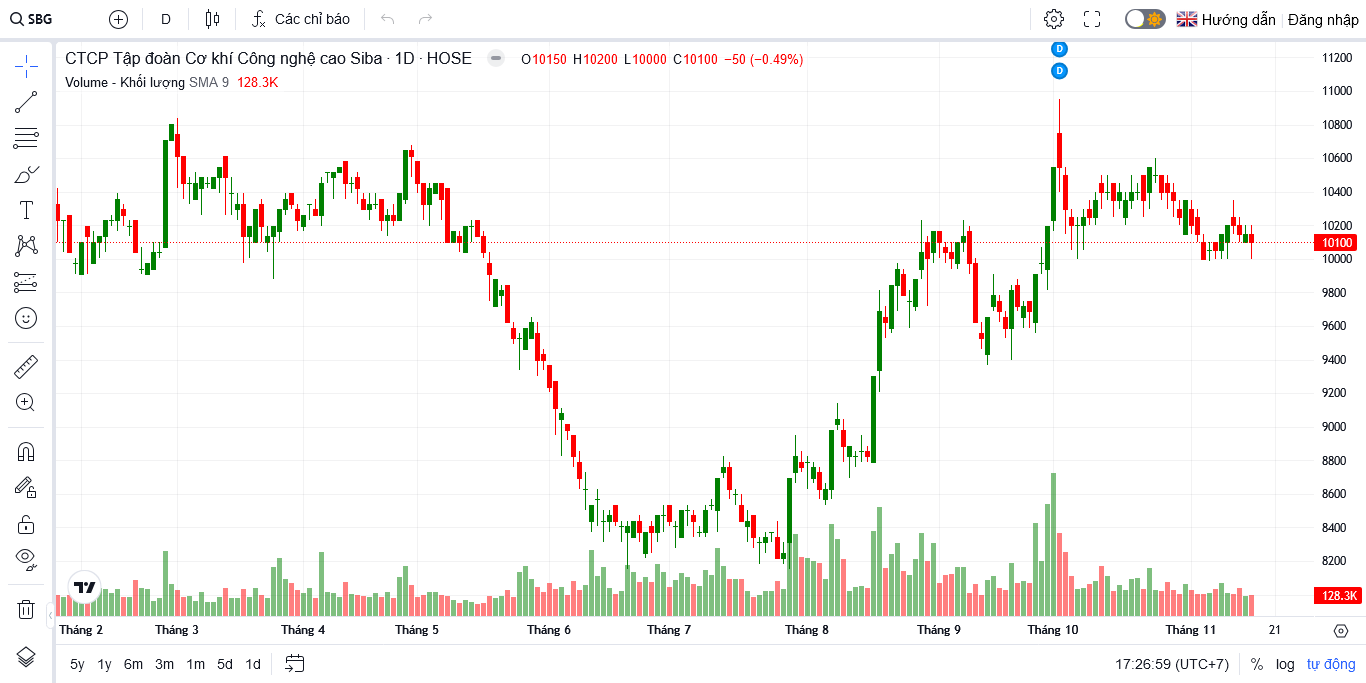 SBG D Các chỉ báo Hướng dẫn Đăng nhập
CTCP Tập đoàn Cơ khí Công nghệ cao Siba · 1D · HOSE O10150 H10200 L10000 C10100 −50 (−0.49%)
Volume - Khối lượng SMA 9 128.3K
D
D
11200
11000
10800
10600
10400
10200
10100
10000
9800
9600
9400
9200
9000
8800
8600
8400
8200
128.3K
Tháng 2 Tháng 3 Tháng 4 Tháng 5 Tháng 6 Tháng 7 Tháng 8 Tháng 9 Tháng 10 Tháng 11 21
5y 1y 6m 3m 1m 5d 1d 17:26:59 (UTC+7) % log tự động